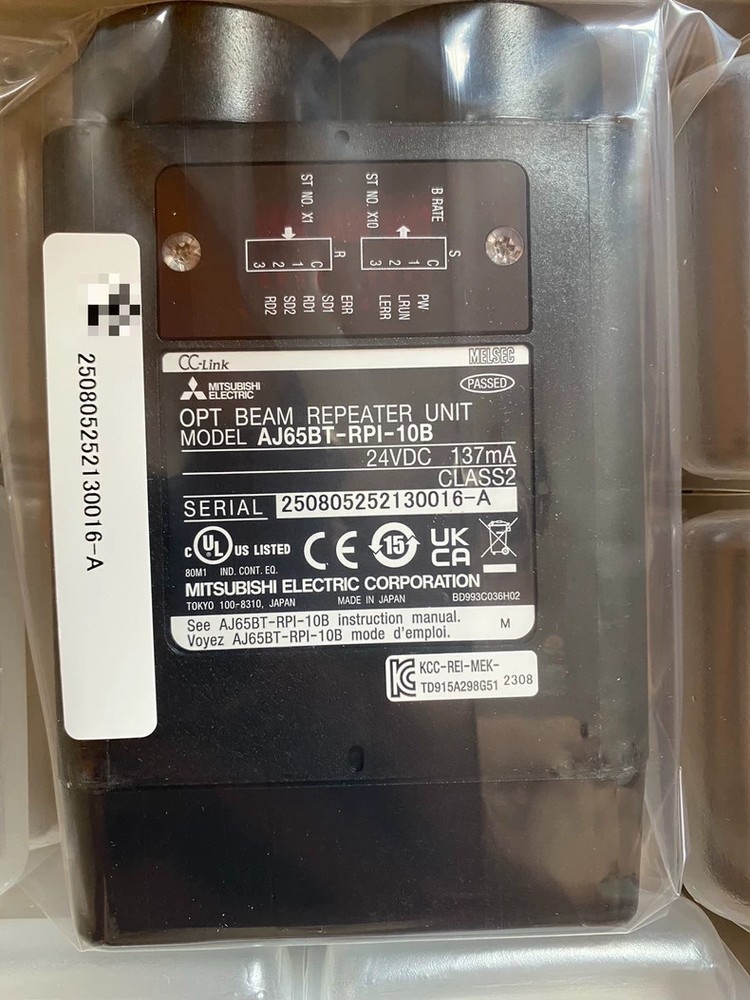 B RATE
ST NO. X10
ST NO. X1
S
C 1 2 3
R
C 1 2 3
PW
LRUN
LERR
ERR
SD1
RD1
SD2
RD2
250805252130016-A
CC-Link
MELSEC
MITSUBISHI
ELECTRIC
PASSED
OPT BEAM REPEATER UNIT
MODEL AJ65BT-RPI-10B
24VDC 137mA
CLASS2
SERIAL 250805252130016-A
C UL US LISTED
80M1 IND. CONT. EQ.
CE
15
UK
CA
MITSUBISHI ELECTRIC CORPORATION
TOKYO 100-8310, JAPAN MADE IN JAPAN BD993C036H02
See AJ65BT-RPI-10B instruction manual.
Voyez AJ65BT-RPI-10B mode d'emploi.
M
KCC-REI-MEK-
TD915A298G51 2308